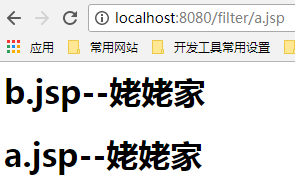 localhost:8080/filter/a.jsp
应用 常用网站 开发工具常用设置
b.jsp--姥姥家
a.jsp--姥姥家